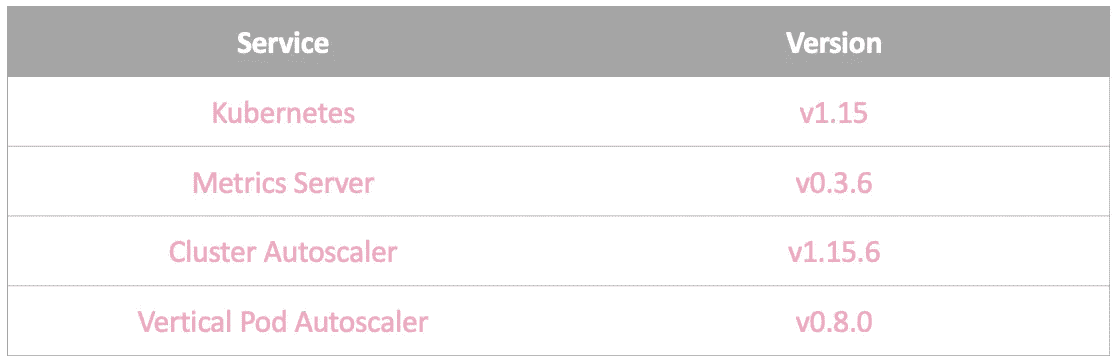 Service Version
Kubernetes v1.15
Metrics Server v0.3.6
Cluster Autoscaler v1.15.6
Vertical Pod Autoscaler v0.8.0